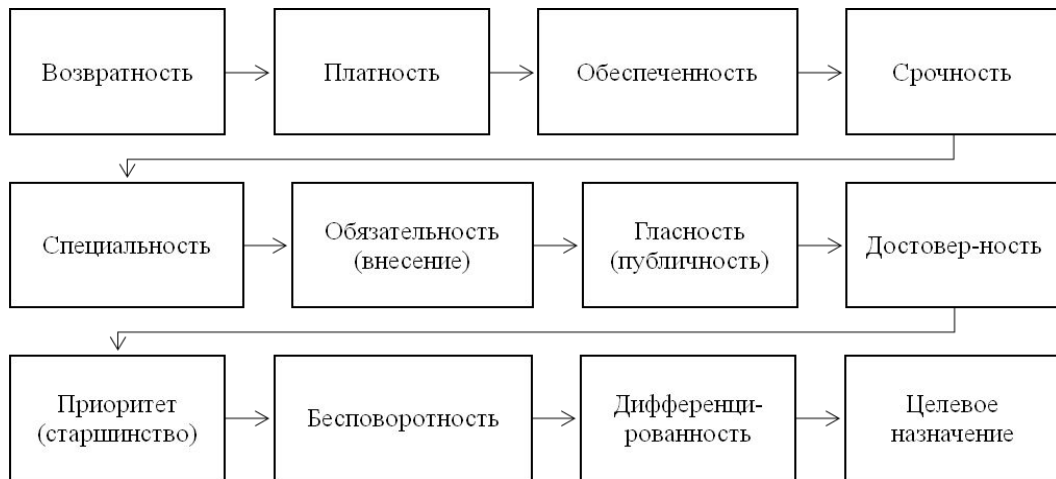 Возвратность
Платность
Обеспеченность
Срочность
Специальность
Обязательность
(внесение)
Гласность
(публичность)
Достовер-ность
Приоритет
(старшинство)
Бесповоротность
Дифференци-
рованность
Целевое
назначение